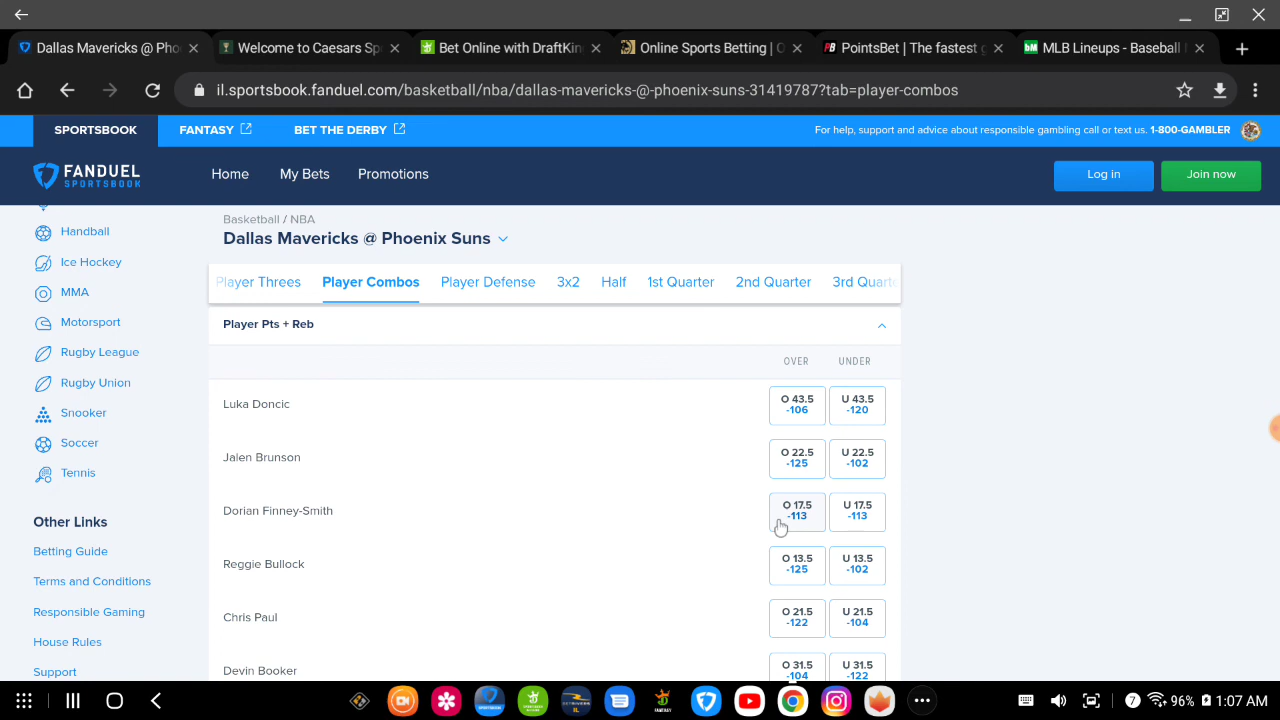 Dallas Mavericks @ Pho
Welcome to Caesars Sp
Bet Online with DraftKin
Online Sports Betting | O
PointsBet | The fastest g
bM MLB Lineups - Baseball
il.sportsbook.fanduel.com/basketball/nba/dallas-mavericks-@-phoenix-suns-31419787?tab=player-combos
SPORTSBOOK
FANTASY
BET THE DERBY
For help, support and advice about responsible gambling call or text us. 1-800-GAMBLER
FANDUEL
SPORTSBOOK
Home
My Bets
Promotions
Log in
Join now
Handball
Ice Hockey
MMA
Motorsport
Rugby League
Rugby Union
Snooker
Soccer
Tennis
Other Links
Betting Guide
Terms and Conditions
Responsible Gaming
House Rules
Support
Basketball / NBA
Dallas Mavericks @ Phoenix Suns
Player Threes
Player Combos
Player Defense
3x2
Half
1st Quarter
2nd Quarter
3rd Quarte
Player Pts + Reb
OVER
UNDER
Luka Doncic
O 43.5
-106
U 43.5
-120
Jalen Brunson
O 22.5
-125
U 22.5
-102
Dorian Finney-Smith
O 17.5
-113
U 17.5
-113
Reggie Bullock
O 13.5
-125
U 13.5
-102
Chris Paul
O 21.5
-122
U 21.5
-104
Devin Booker
O 31.5
-104
U 31.5
-122
7
96%
1:07 AM